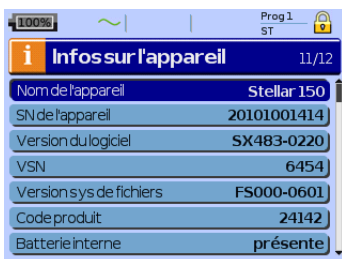 100% Prog 1
ST
i Infos sur l'appareil 11/12
Nom de l'appareil Stellar 150
SN de l'appareil 20101001414
Version du logiciel SX483-0220
VSN 6454
Version sys de fichiers FS000-0601
Code produit 24142
Batterie interne présente